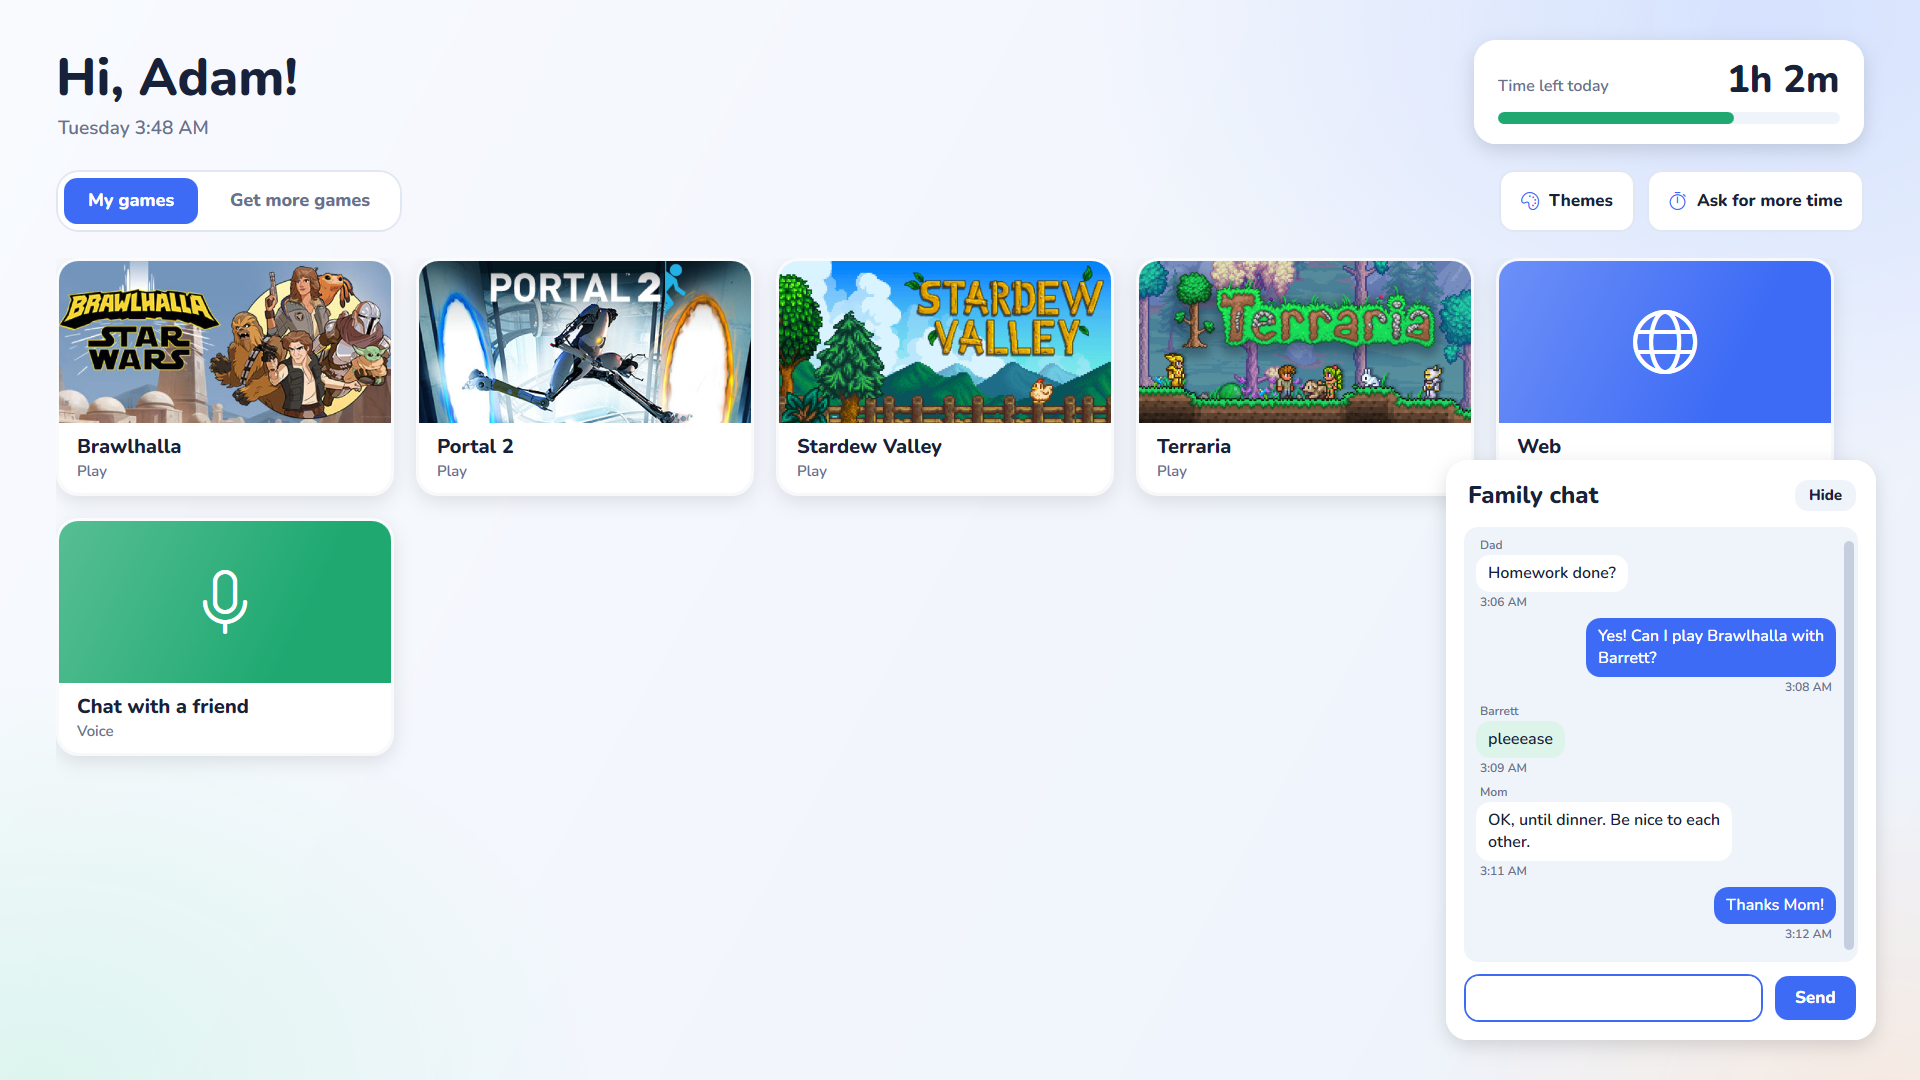 Hi, Adam!
Tuesday 3:48 AM
Time left today
1h 2m
My games
Get more games
Themes
Ask for more time
BRAWLHALLA
STAR
WARS
Brawlhalla
Play
PORTAL 2
Portal 2
Play
STARDEW
VALLEY
Stardew Valley
Play
Terraria
Terraria
Play
Web
Chat with a friend
Voice
Family chat
Hide
Dad
Homework done?
3:06 AM
Yes! Can I play Brawlhalla with
Barrett?
3:08 AM
Barrett
pleeease
3:09 AM
Mom
OK, until dinner. Be nice to each
other.
3:11 AM
Thanks Mom!
3:12 AM
Send